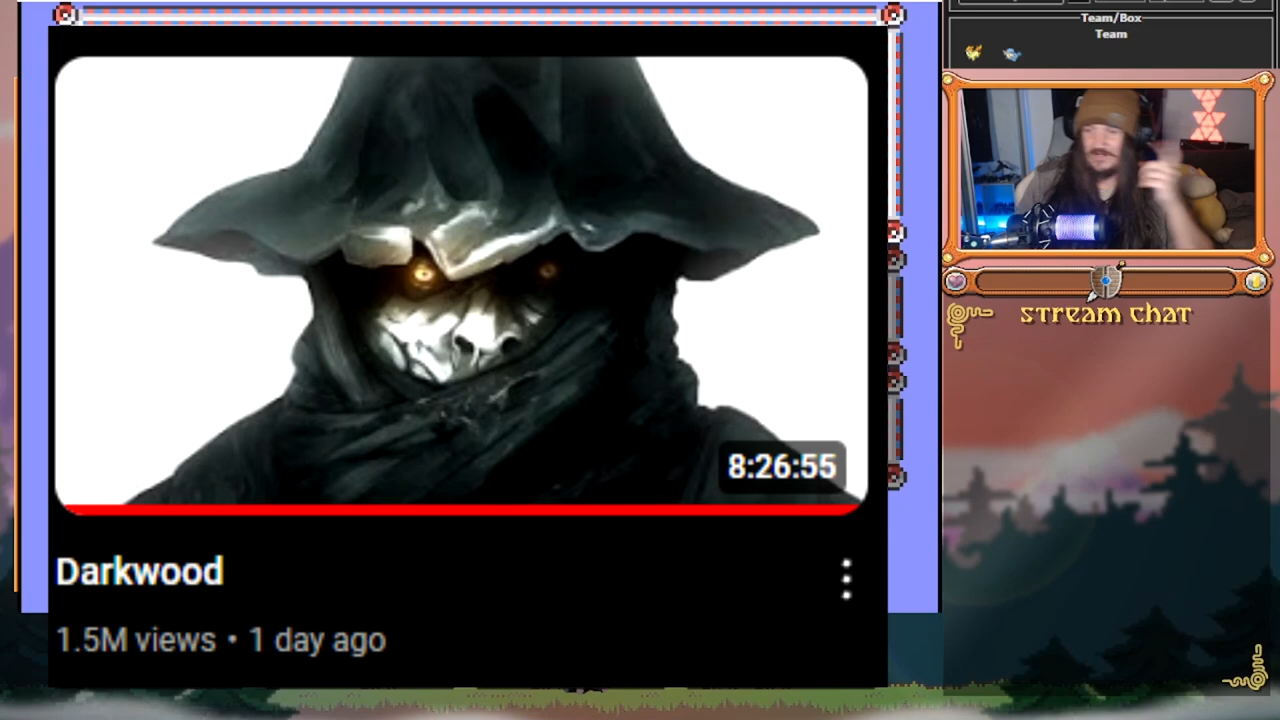 Team/Box
Team
8:26:55
Darkwood
1.5M views • 1 day ago
stream chat